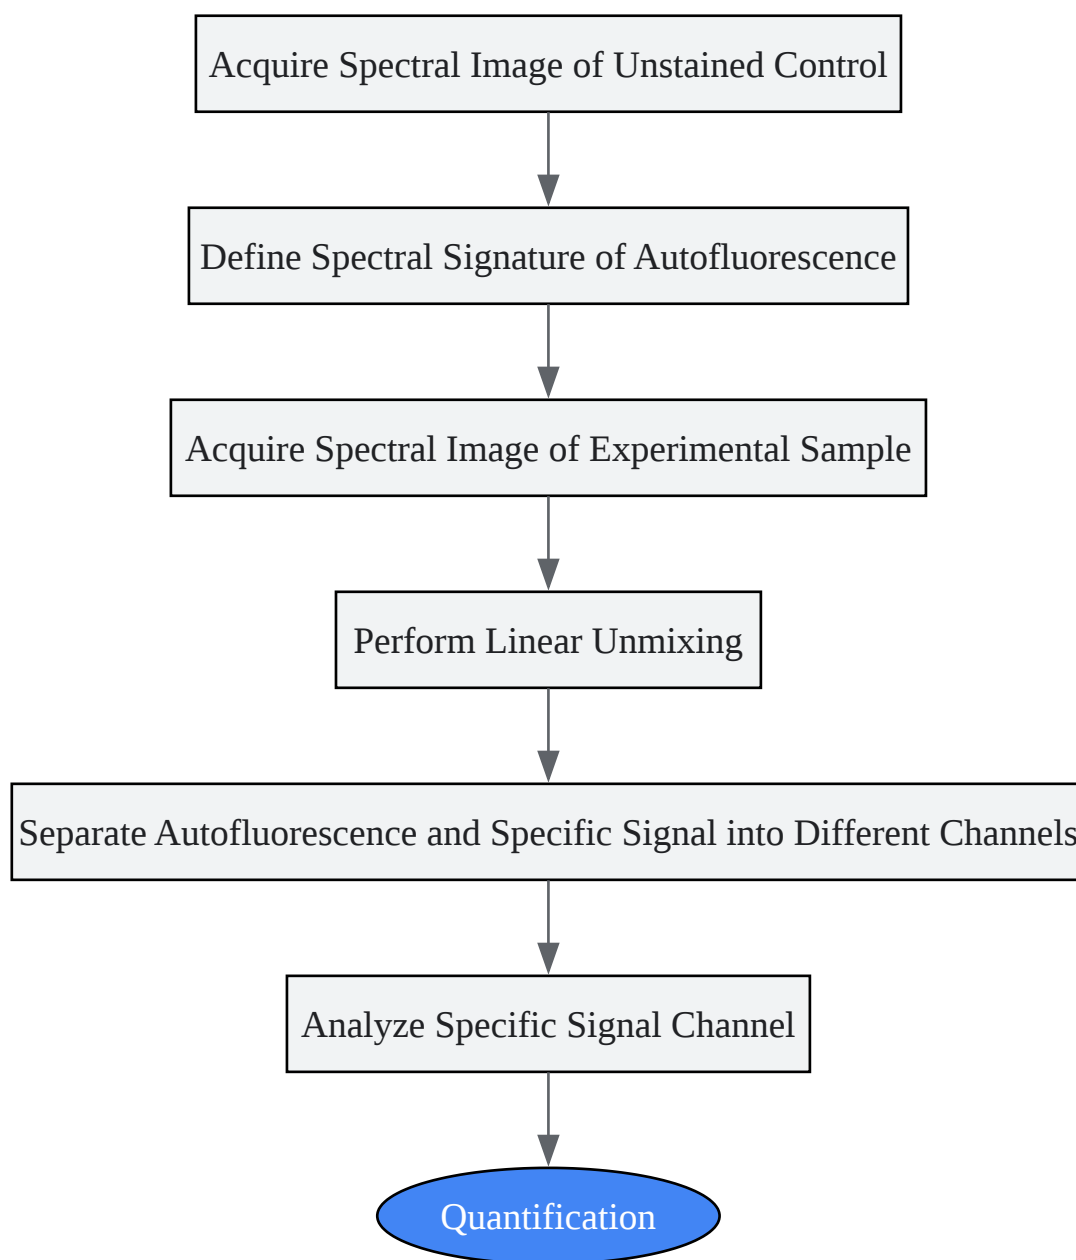 Acquire Spectral Image of Unstained Control
Define Spectral Signature of Autofluorescence
Acquire Spectral Image of Experimental Sample
Perform Linear Unmixing
Separate Autofluorescence and Specific Signal into Different Channels
Analyze Specific Signal Channel
Quantification